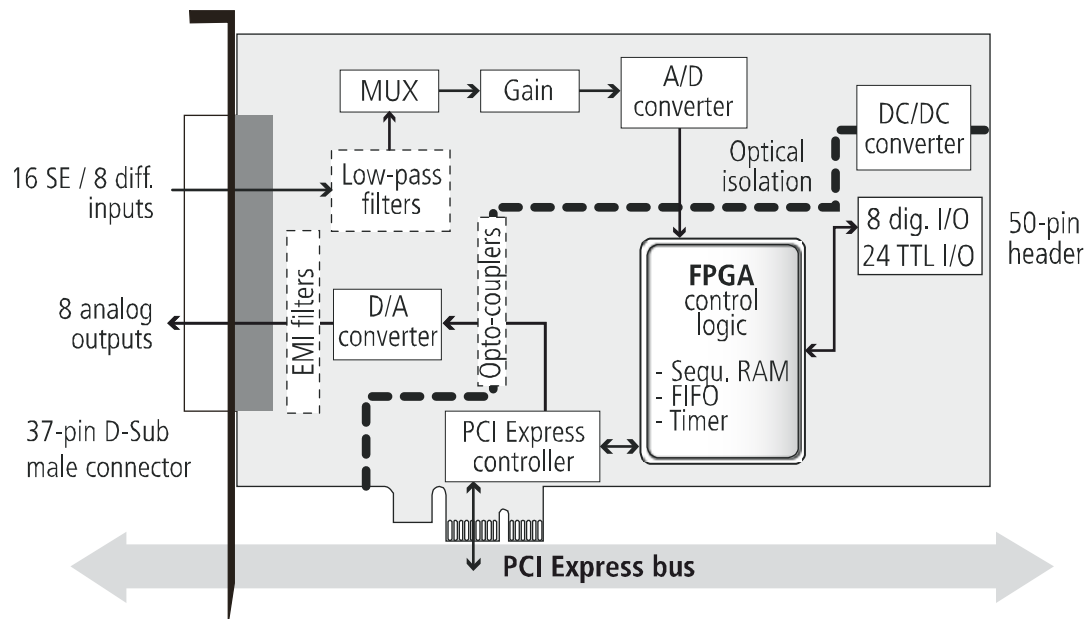 MUX
Gain
A/D
converter
DC/DC
converter
16 SE / 8 diff.
inputs
Low-pass
filters
Optical
isolation
8 dig. I/O
24 TTL I/O
50-pin
header
8 analog
outputs
EMI filters
D/A
converter
Opto-couplers
FPGA
control
logic
- Sequ. RAM
- FIFO
- Timer
37-pin D-Sub
male connector
PCI Express
controller
PCI Express bus